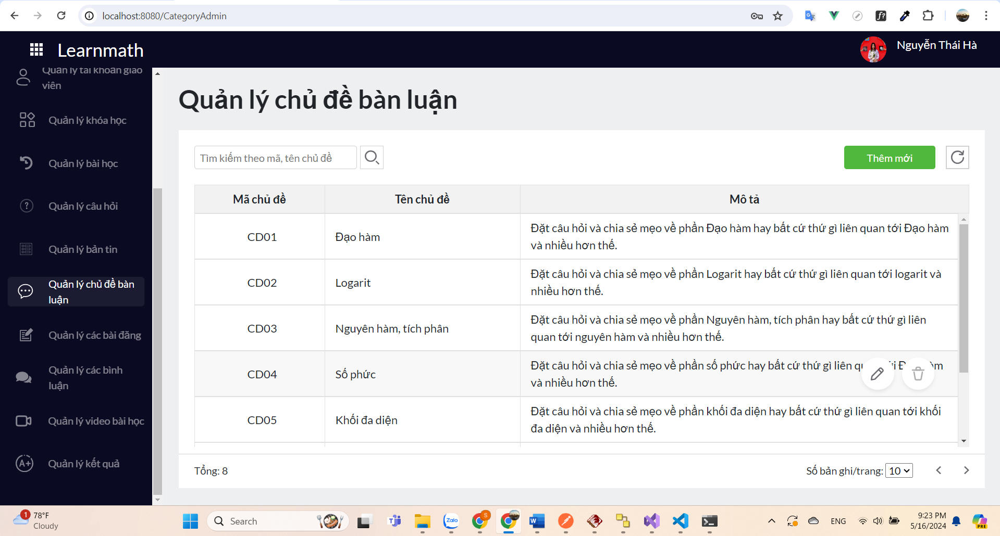 localhost:8080/CategoryAdmin
Learnmath
Nguyễn Thái Hà
Quản lý tài khoản giáo
viên
Quản lý khóa học
Quản lý bài học
Quản lý câu hỏi
Quản lý bản tin
Quản lý chủ đề bàn
luận
Quản lý các bài đăng
Quản lý các bình
luận
Quản lý video bài học
A+
Quản lý kết quả
Quản lý chủ đề bàn luận
Tìm kiếm theo mã, tên chủ đề
Thêm mới
Mã chủ đề Tên chủ đề Mô tả
CD01 Đạo hàm Đặt câu hỏi và chia sẻ mẹo về phần Đạo hàm hay bất cứ thứ gì liên quan tới Đạo hàm
và nhiều hơn thế.
CD02 Logarit Đặt câu hỏi và chia sẻ mẹo về phần Logarit hay bất cứ thứ gì liên quan tới logarit và
nhiều hơn thế.
CD03 Nguyên hàm, tích phân Đặt câu hỏi và chia sẻ mẹo về phần Nguyên hàm, tích phân hay bất cứ thứ gì liên
quan tới nguyên hàm và nhiều hơn thế.
CD04 Số phức Đặt câu hỏi và chia sẻ mẹo về phần số phức hay bất cứ thứ gì liên
và nhiều hơn thế.
CD05 Khối đa diện Đặt câu hỏi và chia sẻ mẹo về phần khối đa diện hay bất cứ thứ gì liên quan tới khối
đa diện và nhiều hơn thế.
Tổng: 8
Số bản ghi/trang: 10
1
78°F
Cloudy
Search
Zalo
S
ENG
9:23 PM
5/16/2024
PRE